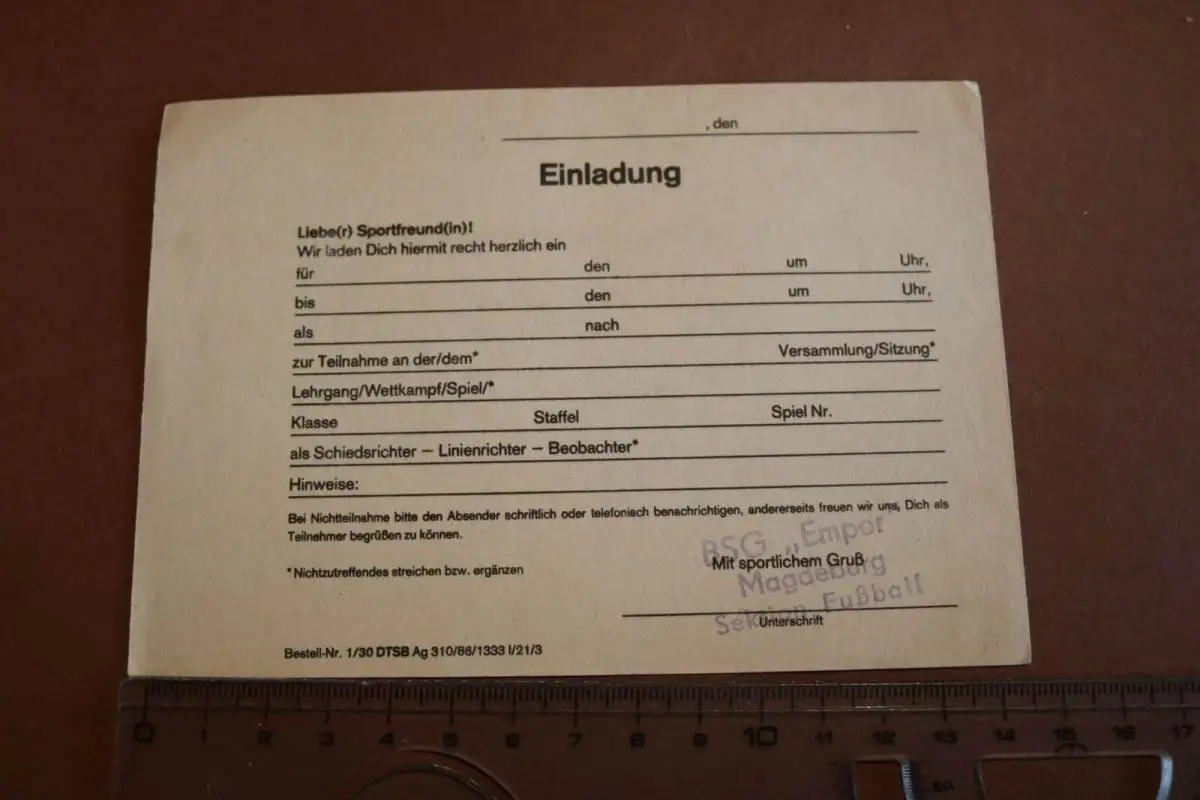 , den
Einladung
Liebe(r) Sportfreund(in)!
Wir laden Dich hiermit recht herzlich ein
für den um Uhr,
bis den um Uhr,
als nach
zur Teilnahme an der/dem* Versammlung/Sitzung*
Lehrgang/Wettkampf/Spiel/*
Klasse Staffel Spiel Nr.
als Schiedsrichter – Linienrichter – Beobachter*
Hinweise:
Bei Nichtteilnahme bitte den Absender schriftlich oder telefonisch benachrichtigen, andererseits freuen wir uns, Dich als
Teilnehmer begrüßen zu können.
BSG „Empor
*Nichtzutreffendes streichen bzw. ergänzen
Mit sportlichem Gruß
Magdeburg
Sektion Fußball
Unterschrift
Bestell-Nr. 1/30 DTSB Ag 310/86/1333 I/21/3
0 1 2 3 4 5 6 7 8 9 10 11 12 13 14 15 16 17